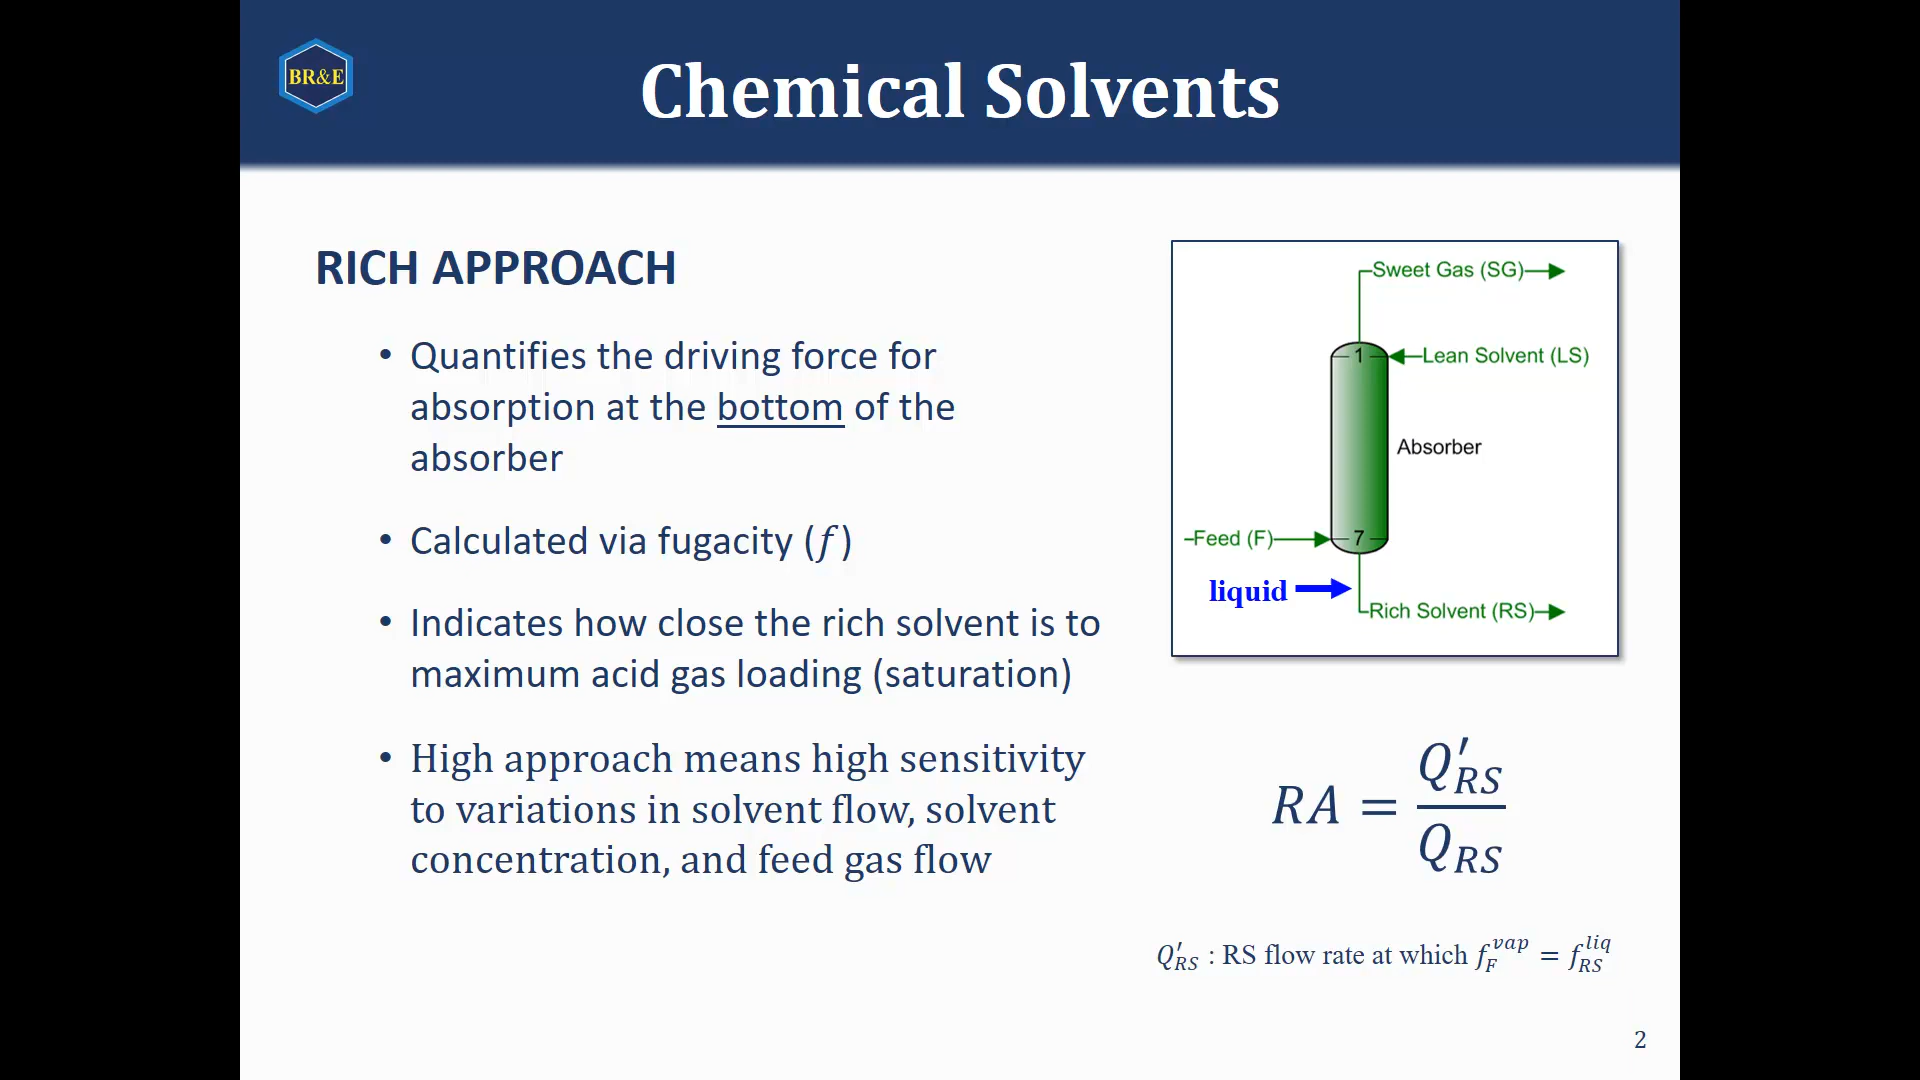 BR&E
Chemical Solvents
RICH APPROACH
• Quantifies the driving force for
absorption at the bottom of the
absorber
• Calculated via fugacity (f)
• Indicates how close the rich solvent is to
maximum acid gas loading (saturation)
• High approach means high sensitivity
to variations in solvent flow, solvent
concentration, and feed gas flow
Sweet Gas (SG)
1
Lean Solvent (LS)
Absorber
Feed (F)
7
liquid
Rich Solvent (RS)
RA = Q′RS / QRS
Q′RS : RS flow rate at which fF^vap = fRS^liq
2